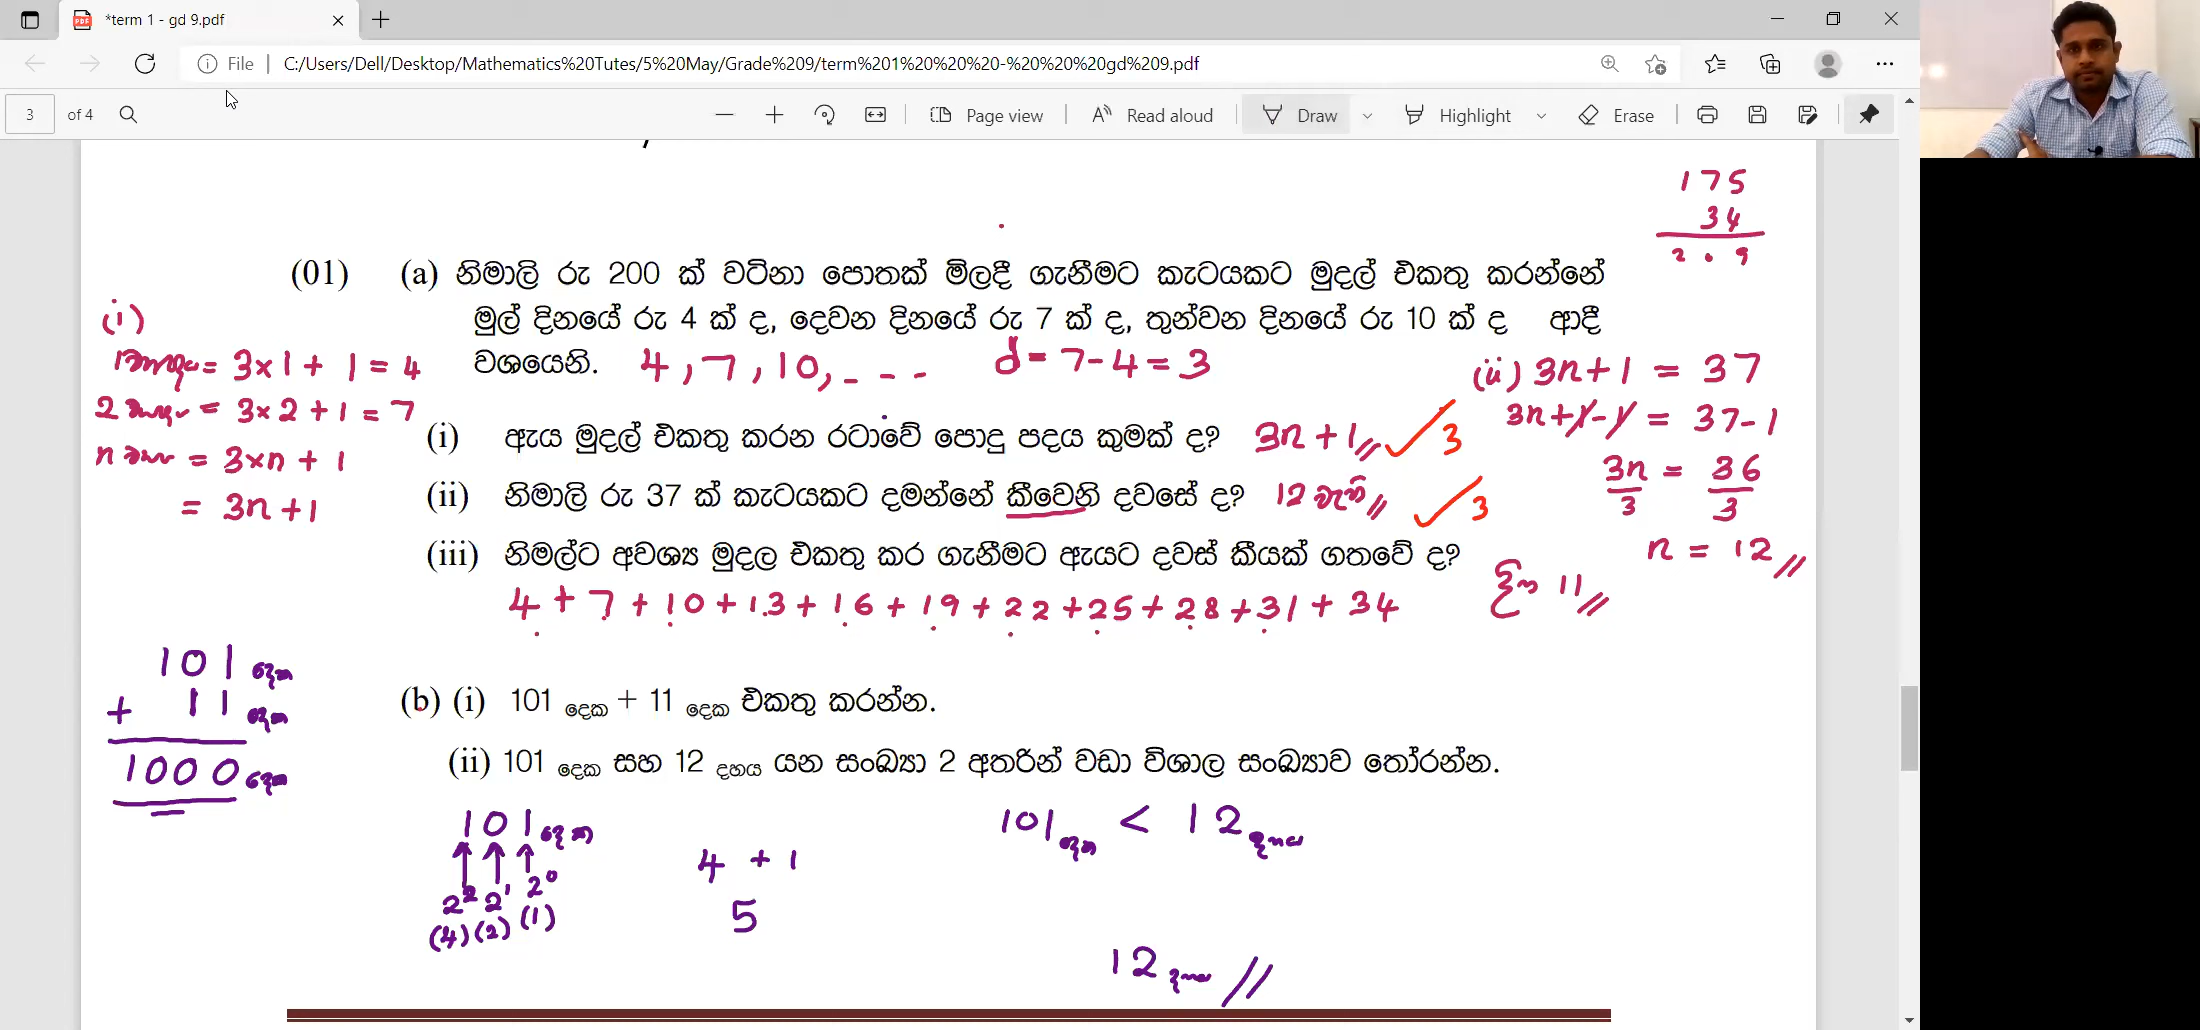 *term 1 - gd 9.pdf
File C:/Users/Dell/Desktop/Mathematics%20Tutes/5%20May/Grade%209/term%201%20%20%20-%20%20%20gd%209.pdf
3 of 4 Page view Read aloud Draw Highlight Erase
175
34
2 0 9
(01) (a) නිමාලි රු 200 ක් වටිනා පොතක් මිලදී ගැනීමට කැටයකට මුදල් එකතු කරන්නේ
මුල් දිනයේ රු 4 ක් ද, දෙවන දිනයේ රු 7 ක් ද, තුන්වන දිනයේ රු 10 ක් ද ආදී
වශයෙනි. 4 , 7 , 10 , - - - d = 7 - 4 = 3
(i)
1 = 3 × 1 + 1 = 4
2 = 3 × 2 + 1 = 7
n = 3 × n + 1
= 3n + 1
(ii) 3n + 1 = 37
3n + 1 - 1 = 37 - 1
3n = 36
3 3
n = 12 //
(i) ඇය මුදල් එකතු කරන රටාවේ පොදු පදය කුමක් ද? 3n + 1 // ✓ 3
(ii) නිමාලි රු 37 ක් කැටයකට දමන්නේ කීවෙනි දවසේ ද? 12 වැනි // ✓ 3
(iii) නිමල්ට අවශ්‍ය මුදල එකතු කර ගැනීමට ඇයට දවස් කීයක් ගතවේ ද?
4 + 7 + 10 + 13 + 16 + 19 + 22 + 25 + 28 + 31 + 34 දින 11 //
101 දෙක
+ 11 දෙක
1000 දෙක
(b) (i) 101 දෙක + 11 දෙක එකතු කරන්න.
(ii) 101 දෙක සහ 12 දහය යන සංඛ්‍යා 2 අතරින් වඩා විශාල සංඛ්‍යාව තෝරන්න.
101 දෙක
2² 2¹ 2⁰
(4) (2) (1)
4 + 1
5
101 දෙක < 12 දහය
12 දහය //